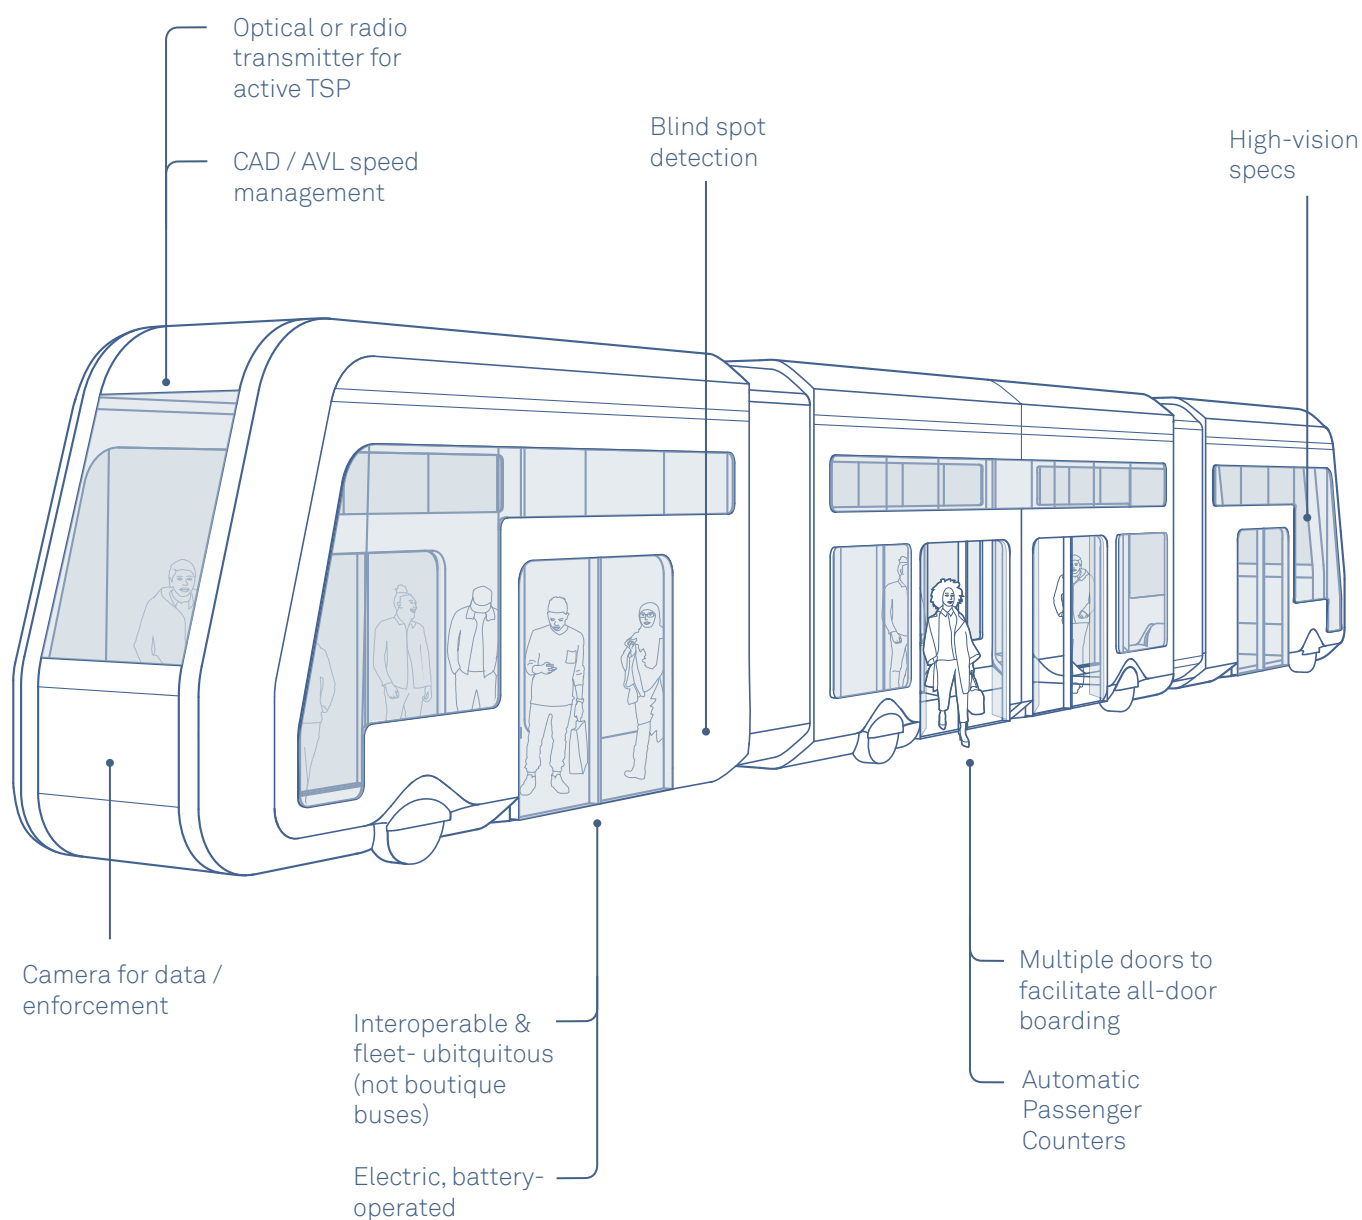 Optical or radio
transmitter for
active TSP
CAD / AVL speed
management
Blind spot
detection
High-vision
specs
Camera for data /
enforcement
Interoperable &
fleet- ubitquitous
(not boutique
buses)
Electric, battery-
operated
Multiple doors to
facilitate all-door
boarding
Automatic
Passenger
Counters